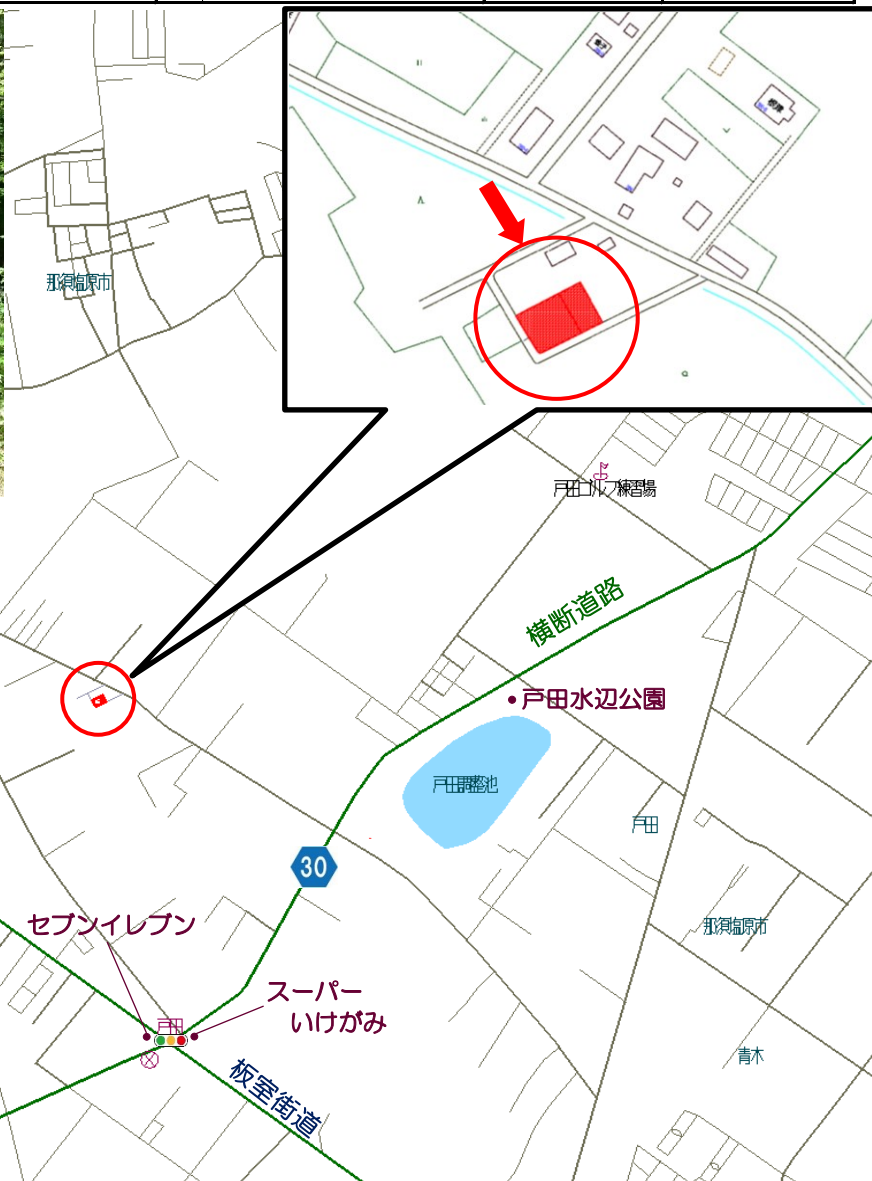 那須塩原市
戸田ゴルフ練習場
横断道路
戸田水辺公園
戸田調整池
戸田
30
セブンイレブン
那須塩原市
スーパー
いけがみ
戸田
青木
板室街道